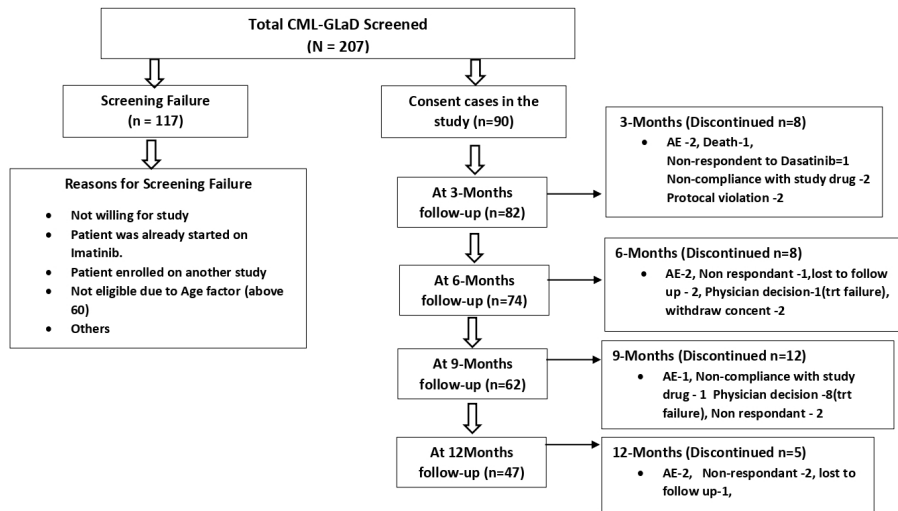 Total CML-GLaD Screened
(N = 207)
Screening Failure
(n = 117)
Reasons for Screening Failure
• Not willing for study
• Patient was already started on
Imatinib.
• Patient enrolled on another study
• Not eligible due to Age factor (above
60)
• Others
Consent cases in the
study (n=90)
At 3-Months
follow-up (n=82)
3-Months (Discontinued n=8)
• AE -2, Death-1,
Non-respondent to Dasatinib=1
Non-compliance with study drug -2
Protocal violation -2
At 6-Months
follow-up (n=74)
6-Months (Discontinued n=8)
• AE-2, Non respondant -1,lost to follow
up - 2, Physician decision-1(trt failure),
withdraw concent -2
At 9-Months
follow-up (n=62)
9-Months (Discontinued n=12)
• AE-1, Non-compliance with study
drug - 1 Physician decision -8(trt
failure), Non respondant - 2
At 12Months
follow-up (n=47)
12-Months (Discontinued n=5)
• AE-2, Non-respondant -2, lost to
follow up-1,